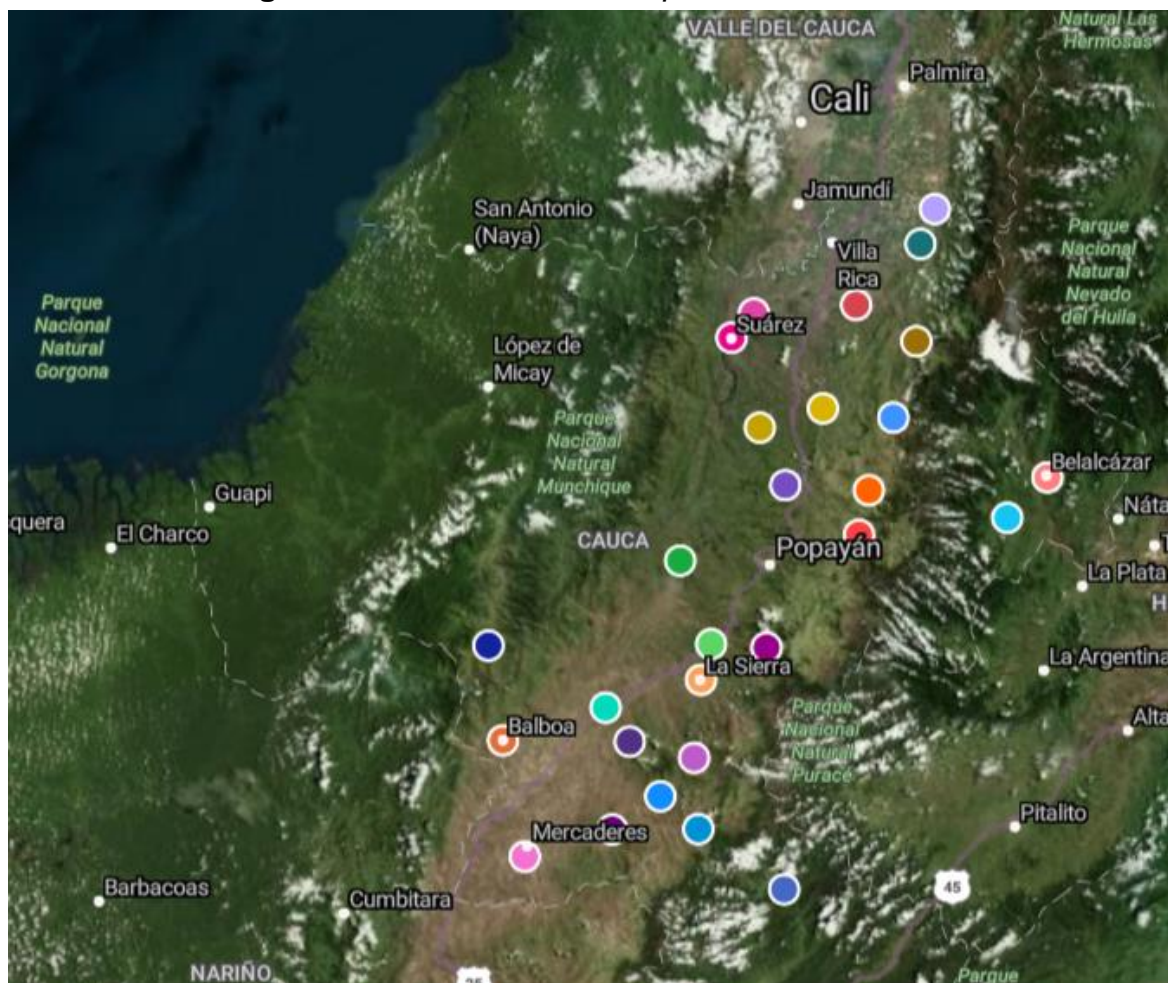 VALLE DEL CAUCA
Natural Las
Hermosas
Palmira
Cali
Jamundí
San Antonio
(Naya)
Villa
Rica
Parque
Nacional
Natural
Nevado
del Huila
Parque
Nacional
Natural
Gorgona
Suárez
López de
Micay
Parque
Nacional
Natural
Munchique
Belalcázar
Guapi
quera
El Charco
CAUCA
Popayán
Náta
T
La Plata
H
La Sierra
La Argentina
Parque
Nacional
Natural
Puracé
Balboa
Alta
Pitalito
Mercaderes
Barbacoas
Cumbitara
45
NARIÑO
Parque